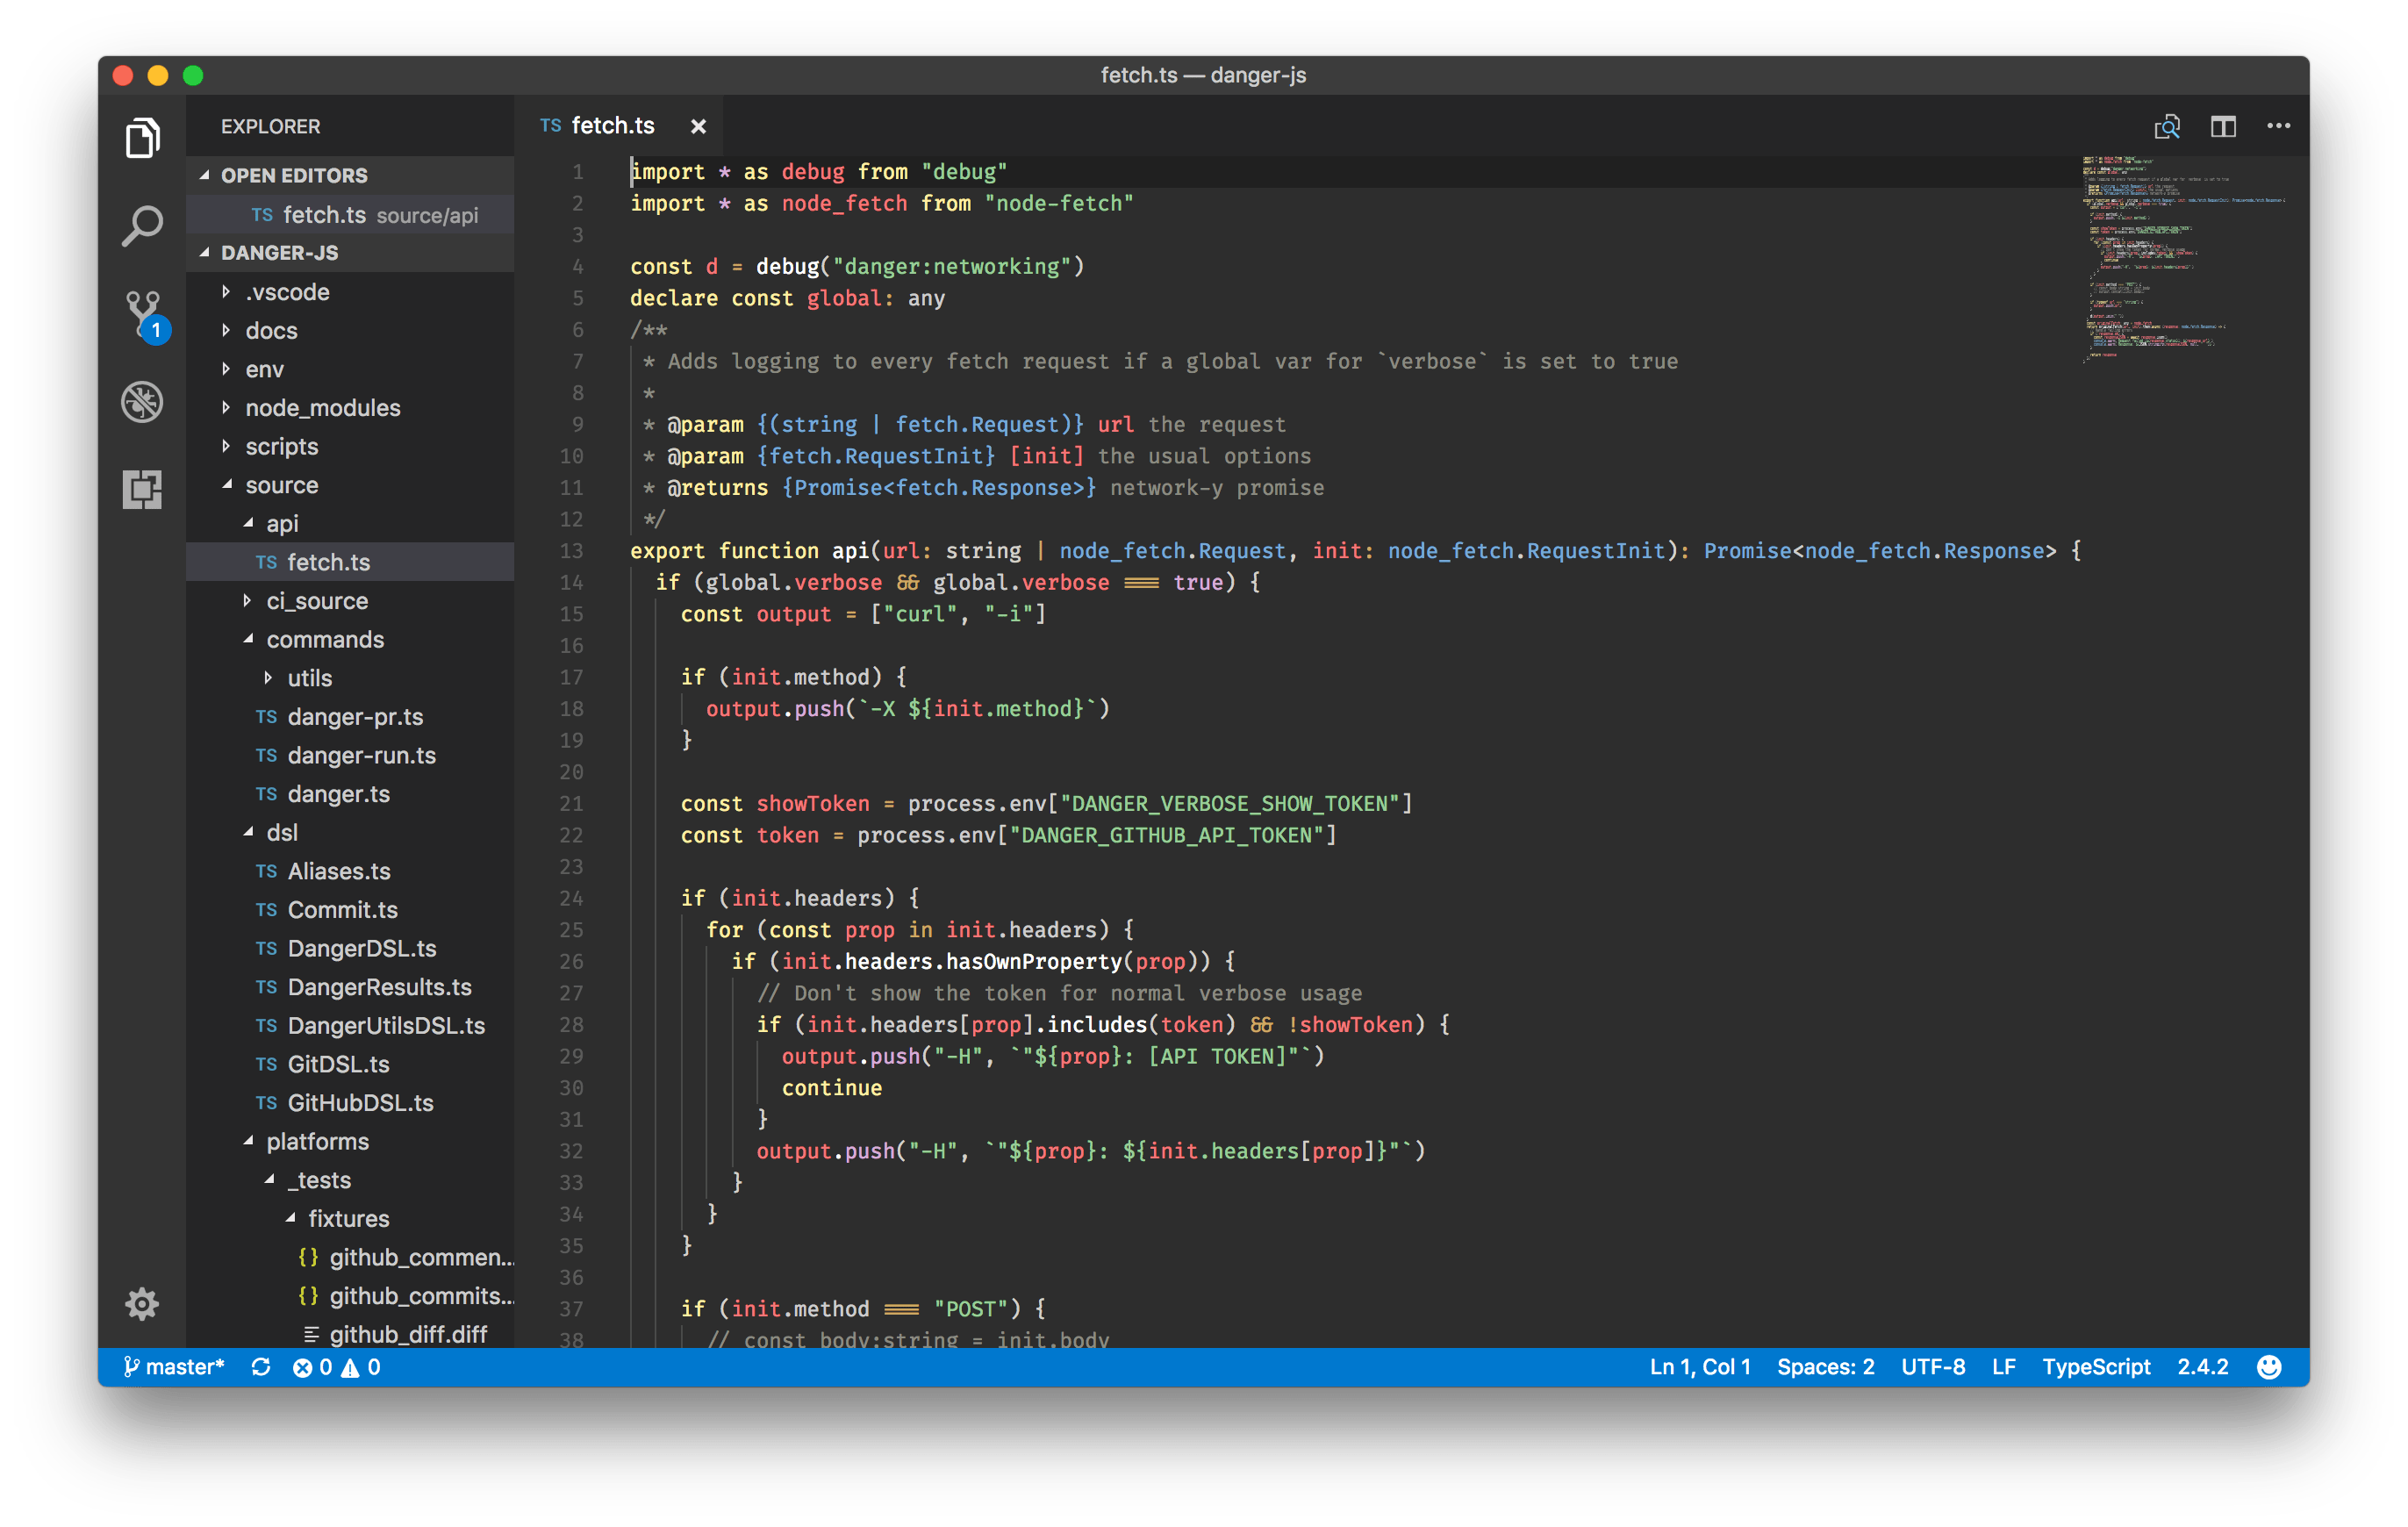 fetch.ts — danger-js
EXPLORER
OPEN EDITORS
TS fetch.ts source/api
DANGER-JS
.vscode
docs
env
node_modules
scripts
source
api
TS fetch.ts
ci_source
commands
utils
TS danger-pr.ts
TS danger-run.ts
TS danger.ts
dsl
TS Aliases.ts
TS Commit.ts
TS DangerDSL.ts
TS DangerResults.ts
TS DangerUtilsDSL.ts
TS GitDSL.ts
TS GitHubDSL.ts
platforms
_tests
fixtures
{} github_commen...
{} github_commits...
github_diff.diff
1
TS fetch.ts ×
1 import * as debug from "debug"
2 import * as node_fetch from "node-fetch"
3
4 const d = debug("danger:networking")
5 declare const global: any
6 /**
7 * Adds logging to every fetch request if a global var for `verbose` is set to true
8 *
9 * @param {(string | fetch.Request)} url the request
10 * @param {fetch.RequestInit} [init] the usual options
11 * @returns {Promise<fetch.Response>} network-y promise
12 */
13 export function api(url: string | node_fetch.Request, init: node_fetch.RequestInit): Promise<node_fetch.Response> {
14 if (global.verbose && global.verbose === true) {
15 const output = ["curl", "-i"]
16
17 if (init.method) {
18 output.push(`-X ${init.method}`)
19 }
20
21 const showToken = process.env["DANGER_VERBOSE_SHOW_TOKEN"]
22 const token = process.env["DANGER_GITHUB_API_TOKEN"]
23
24 if (init.headers) {
25 for (const prop in init.headers) {
26 if (init.headers.hasOwnProperty(prop)) {
27 // Don't show the token for normal verbose usage
28 if (init.headers[prop].includes(token) && !showToken) {
29 output.push("-H", `"${prop}: [API TOKEN]"`)
30 continue
31 }
32 output.push("-H", `"${prop}: ${init.headers[prop]}"`)
33 }
34 }
35 }
36
37 if (init.method === "POST") {
38 // const body:string = init.body
master* 0 0
Ln 1, Col 1 Spaces: 2 UTF-8 LF TypeScript 2.4.2